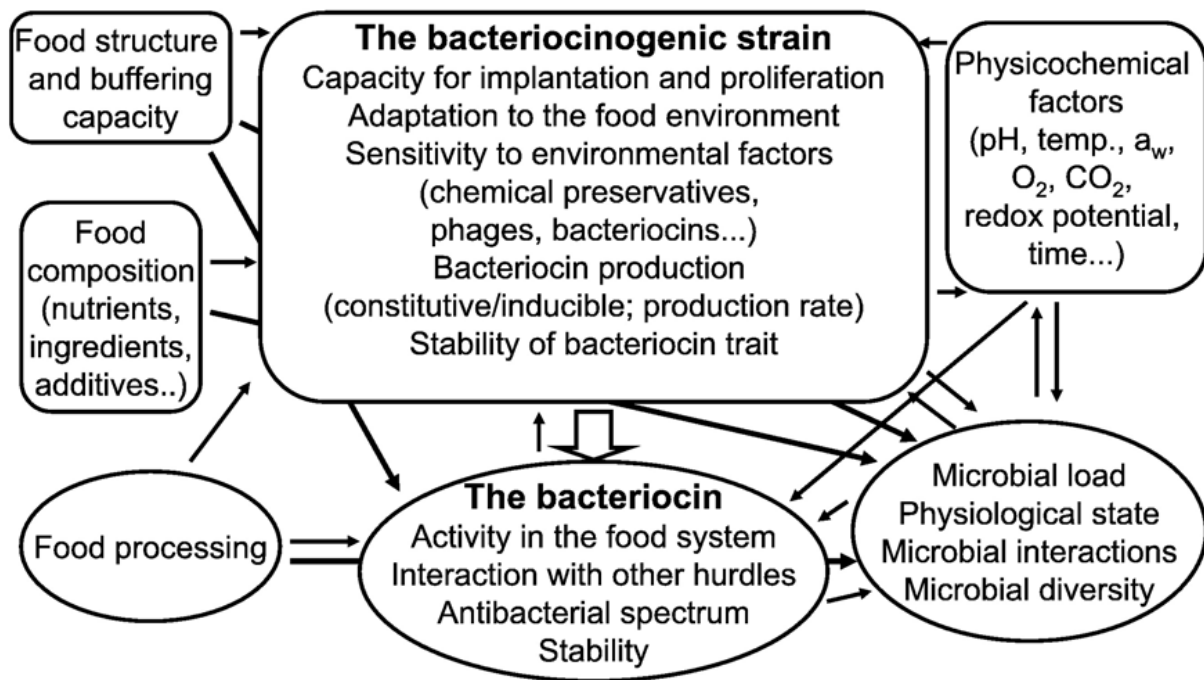 Food structure
and buffering
capacity
Food
composition
(nutrients,
ingredients,
additives..)
Food processing
The bacteriocinogenic strain
Capacity for implantation and proliferation
Adaptation to the food environment
Sensitivity to environmental factors
(chemical preservatives,
phages, bacteriocins...)
Bacteriocin production
(constitutive/inducible; production rate)
Stability of bacteriocin trait
The bacteriocin
Activity in the food system
Interaction with other hurdles
Antibacterial spectrum
Stability
Physicochemical
factors
(pH, temp., a_w,
O₂, CO₂,
redox potential,
time...)
Microbial load
Physiological state
Microbial interactions
Microbial diversity